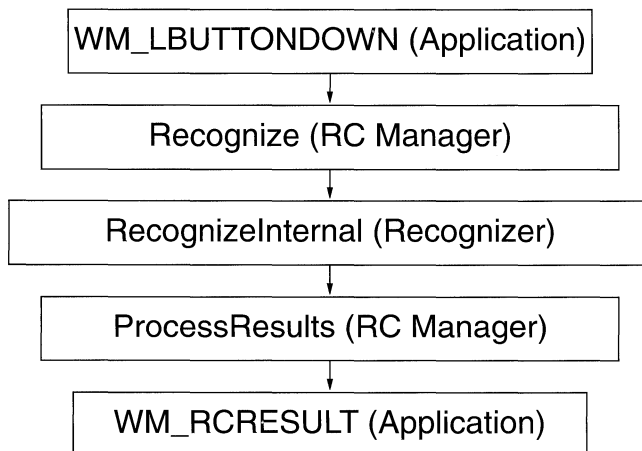 WM_LBUTTONDOWN (Application)
Recognize (RC Manager)
RecognizeInternal (Recognizer)
ProcessResults (RC Manager)
WM_RCRESULT (Application)